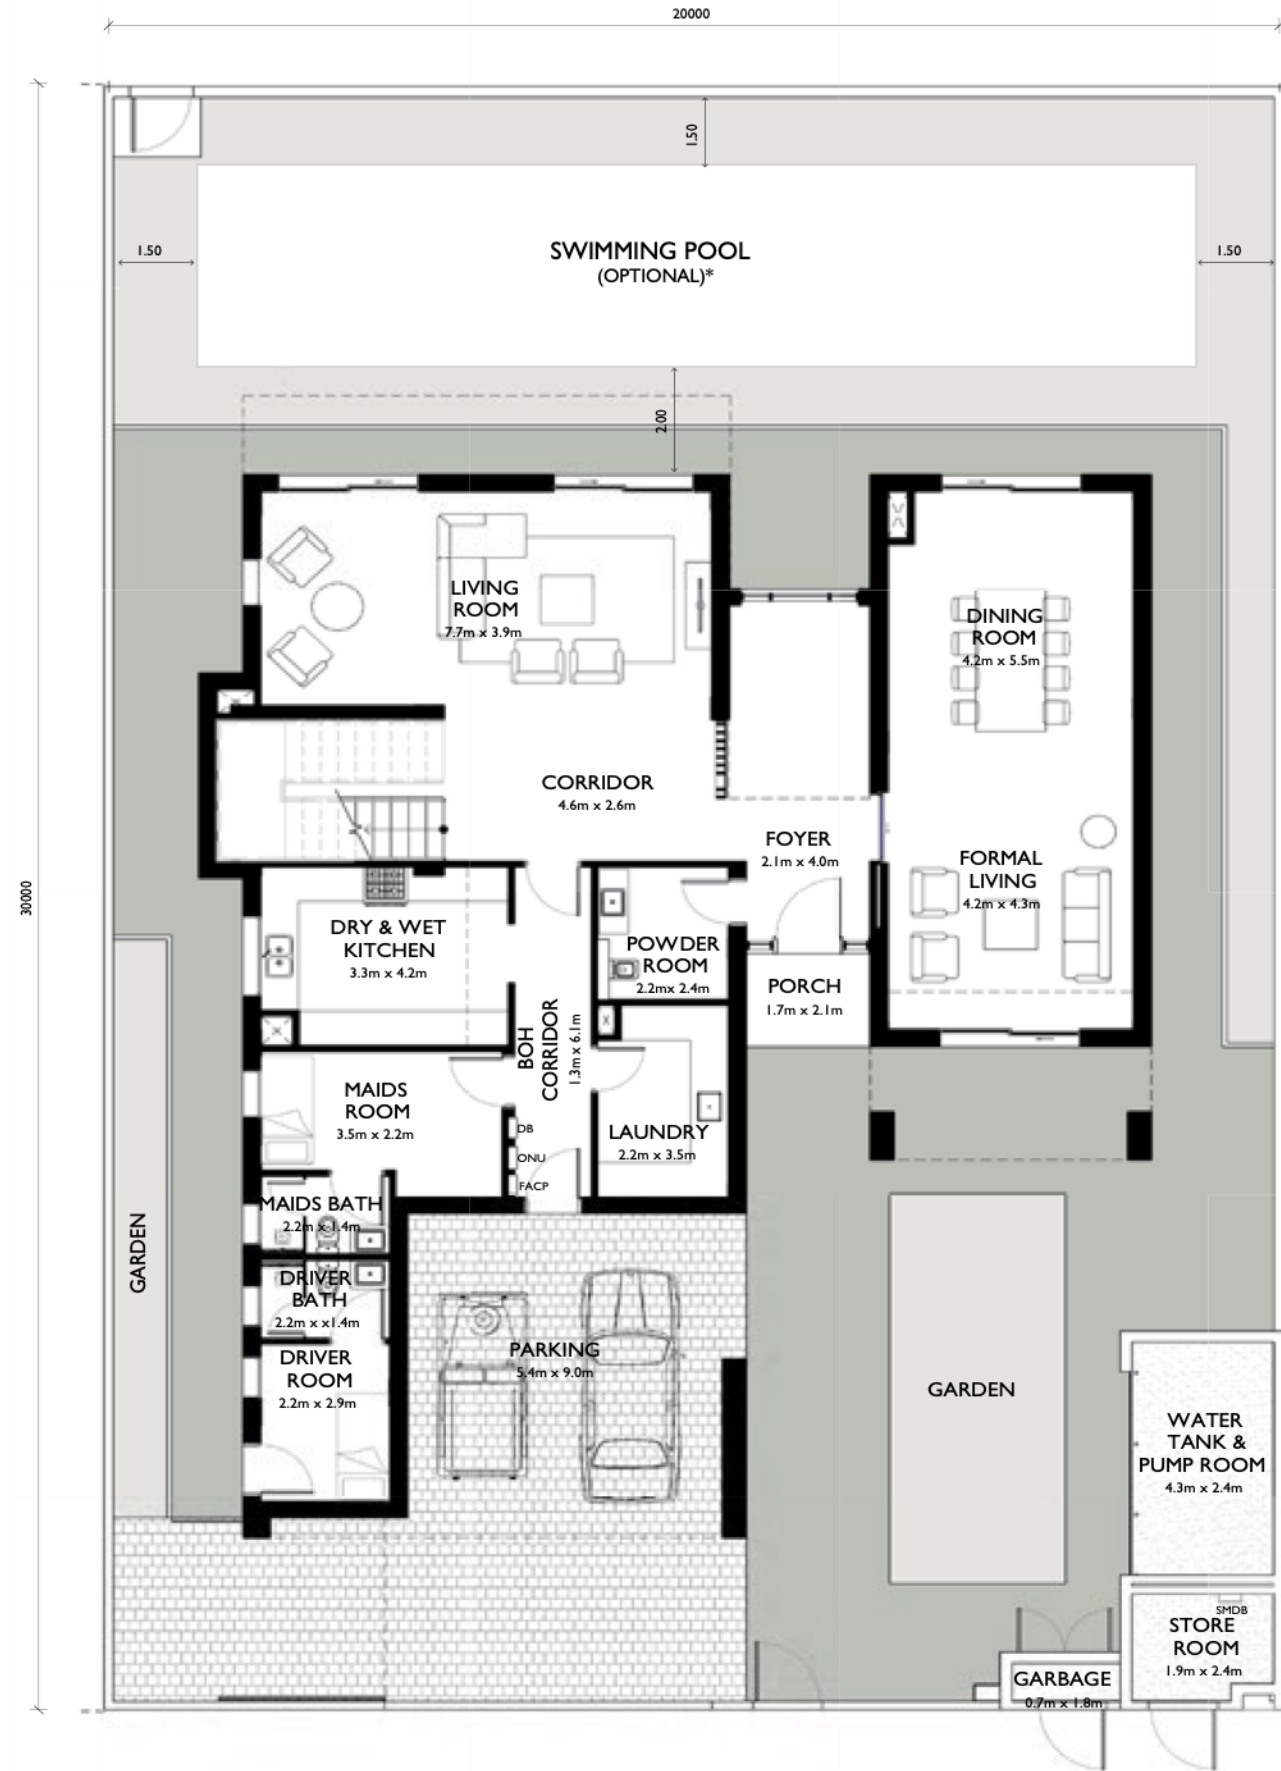 20000
1.50
1.50
SWIMMING POOL
(OPTIONAL)*
1.50
2.00
30000
LIVING
ROOM
7.7m x 3.9m
DINING
ROOM
4.2m x 5.5m
CORRIDOR
4.6m x 2.6m
FOYER
2.1m x 4.0m
FORMAL
LIVING
4.2m x 4.3m
DRY & WET
KITCHEN
3.3m x 4.2m
POWDER
ROOM
2.2mx 2.4m
PORCH
1.7m x 2.1m
BOH
CORRIDOR
1.3m x 6.1m
MAIDS
ROOM
3.5m x 2.2m
DB
ONU
FACP
LAUNDRY
2.2m x 3.5m
MAIDS BATH
2.2m x 1.4m
GARDEN
DRIVER
BATH
2.2m x x1.4m
DRIVER
ROOM
2.2m x 2.9m
PARKING
5.4m x 9.0m
GARDEN
WATER
TANK &
PUMP ROOM
4.3m x 2.4m
SMDB
STORE
ROOM
1.9m x 2.4m
GARBAGE
0.7m x 1.8m